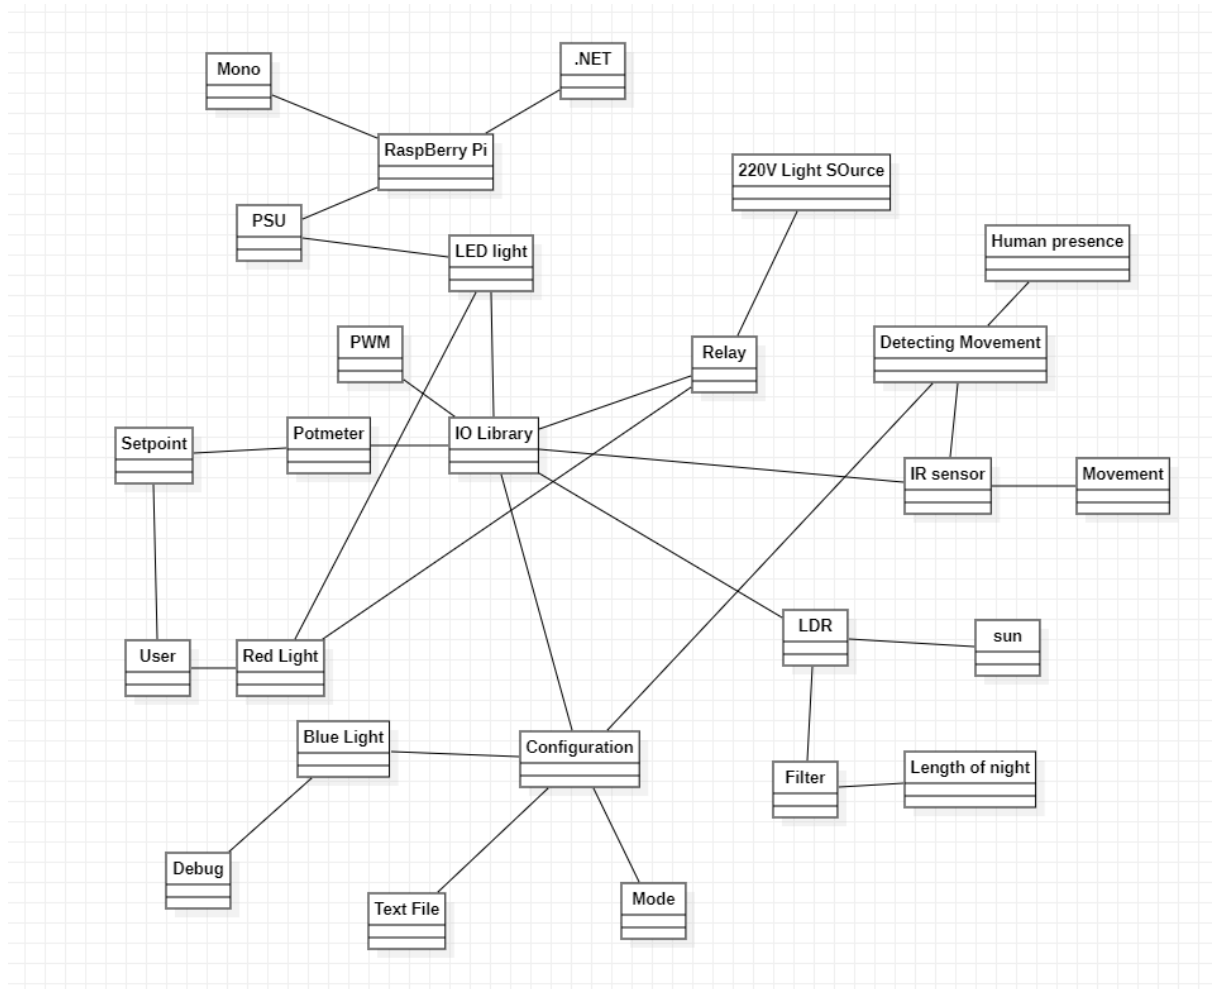 .NET
Mono
RaspBerry Pi
220V Light SOurce
PSU
Human presence
LED light
PWM
Detecting Movement
Relay
Potmeter
IO Library
Setpoint
IR sensor
Movement
LDR
sun
User
Red Light
Blue Light
Configuration
Length of night
Filter
Debug
Mode
Text File